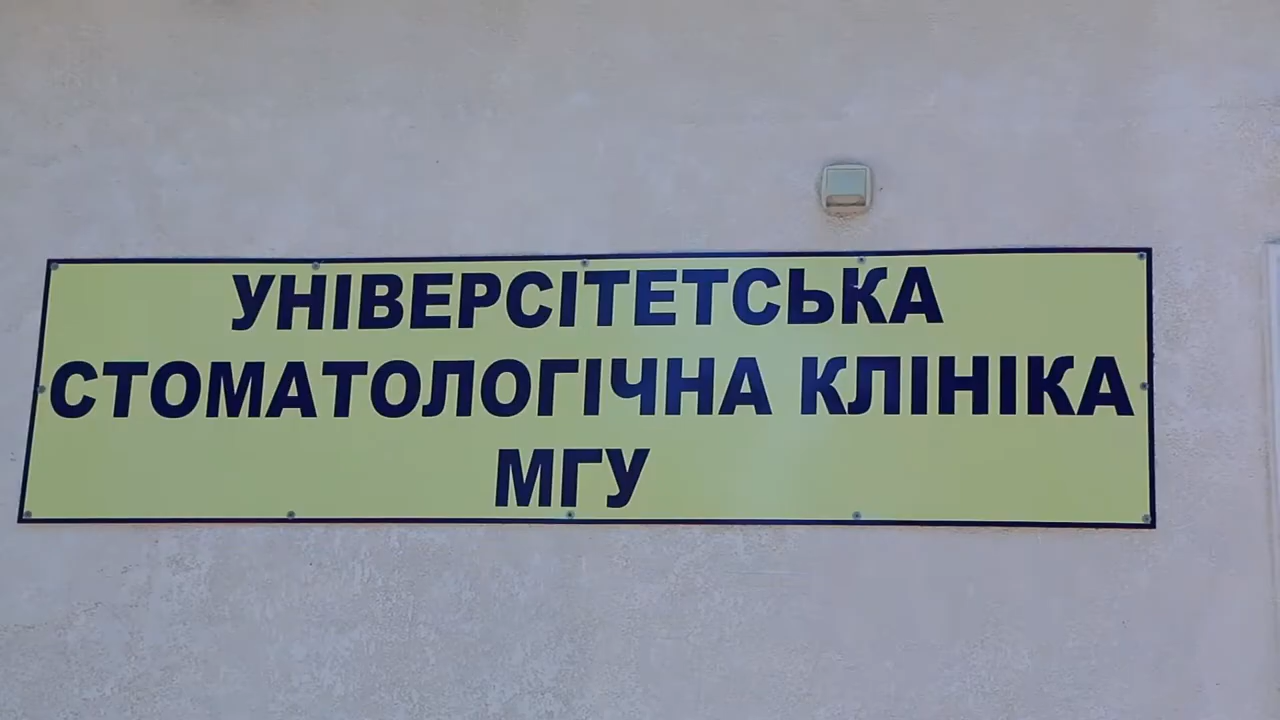 УНІВЕРСІТЕТСЬКА
СТОМАТОЛОГІЧНА КЛІНІКА
МГУ